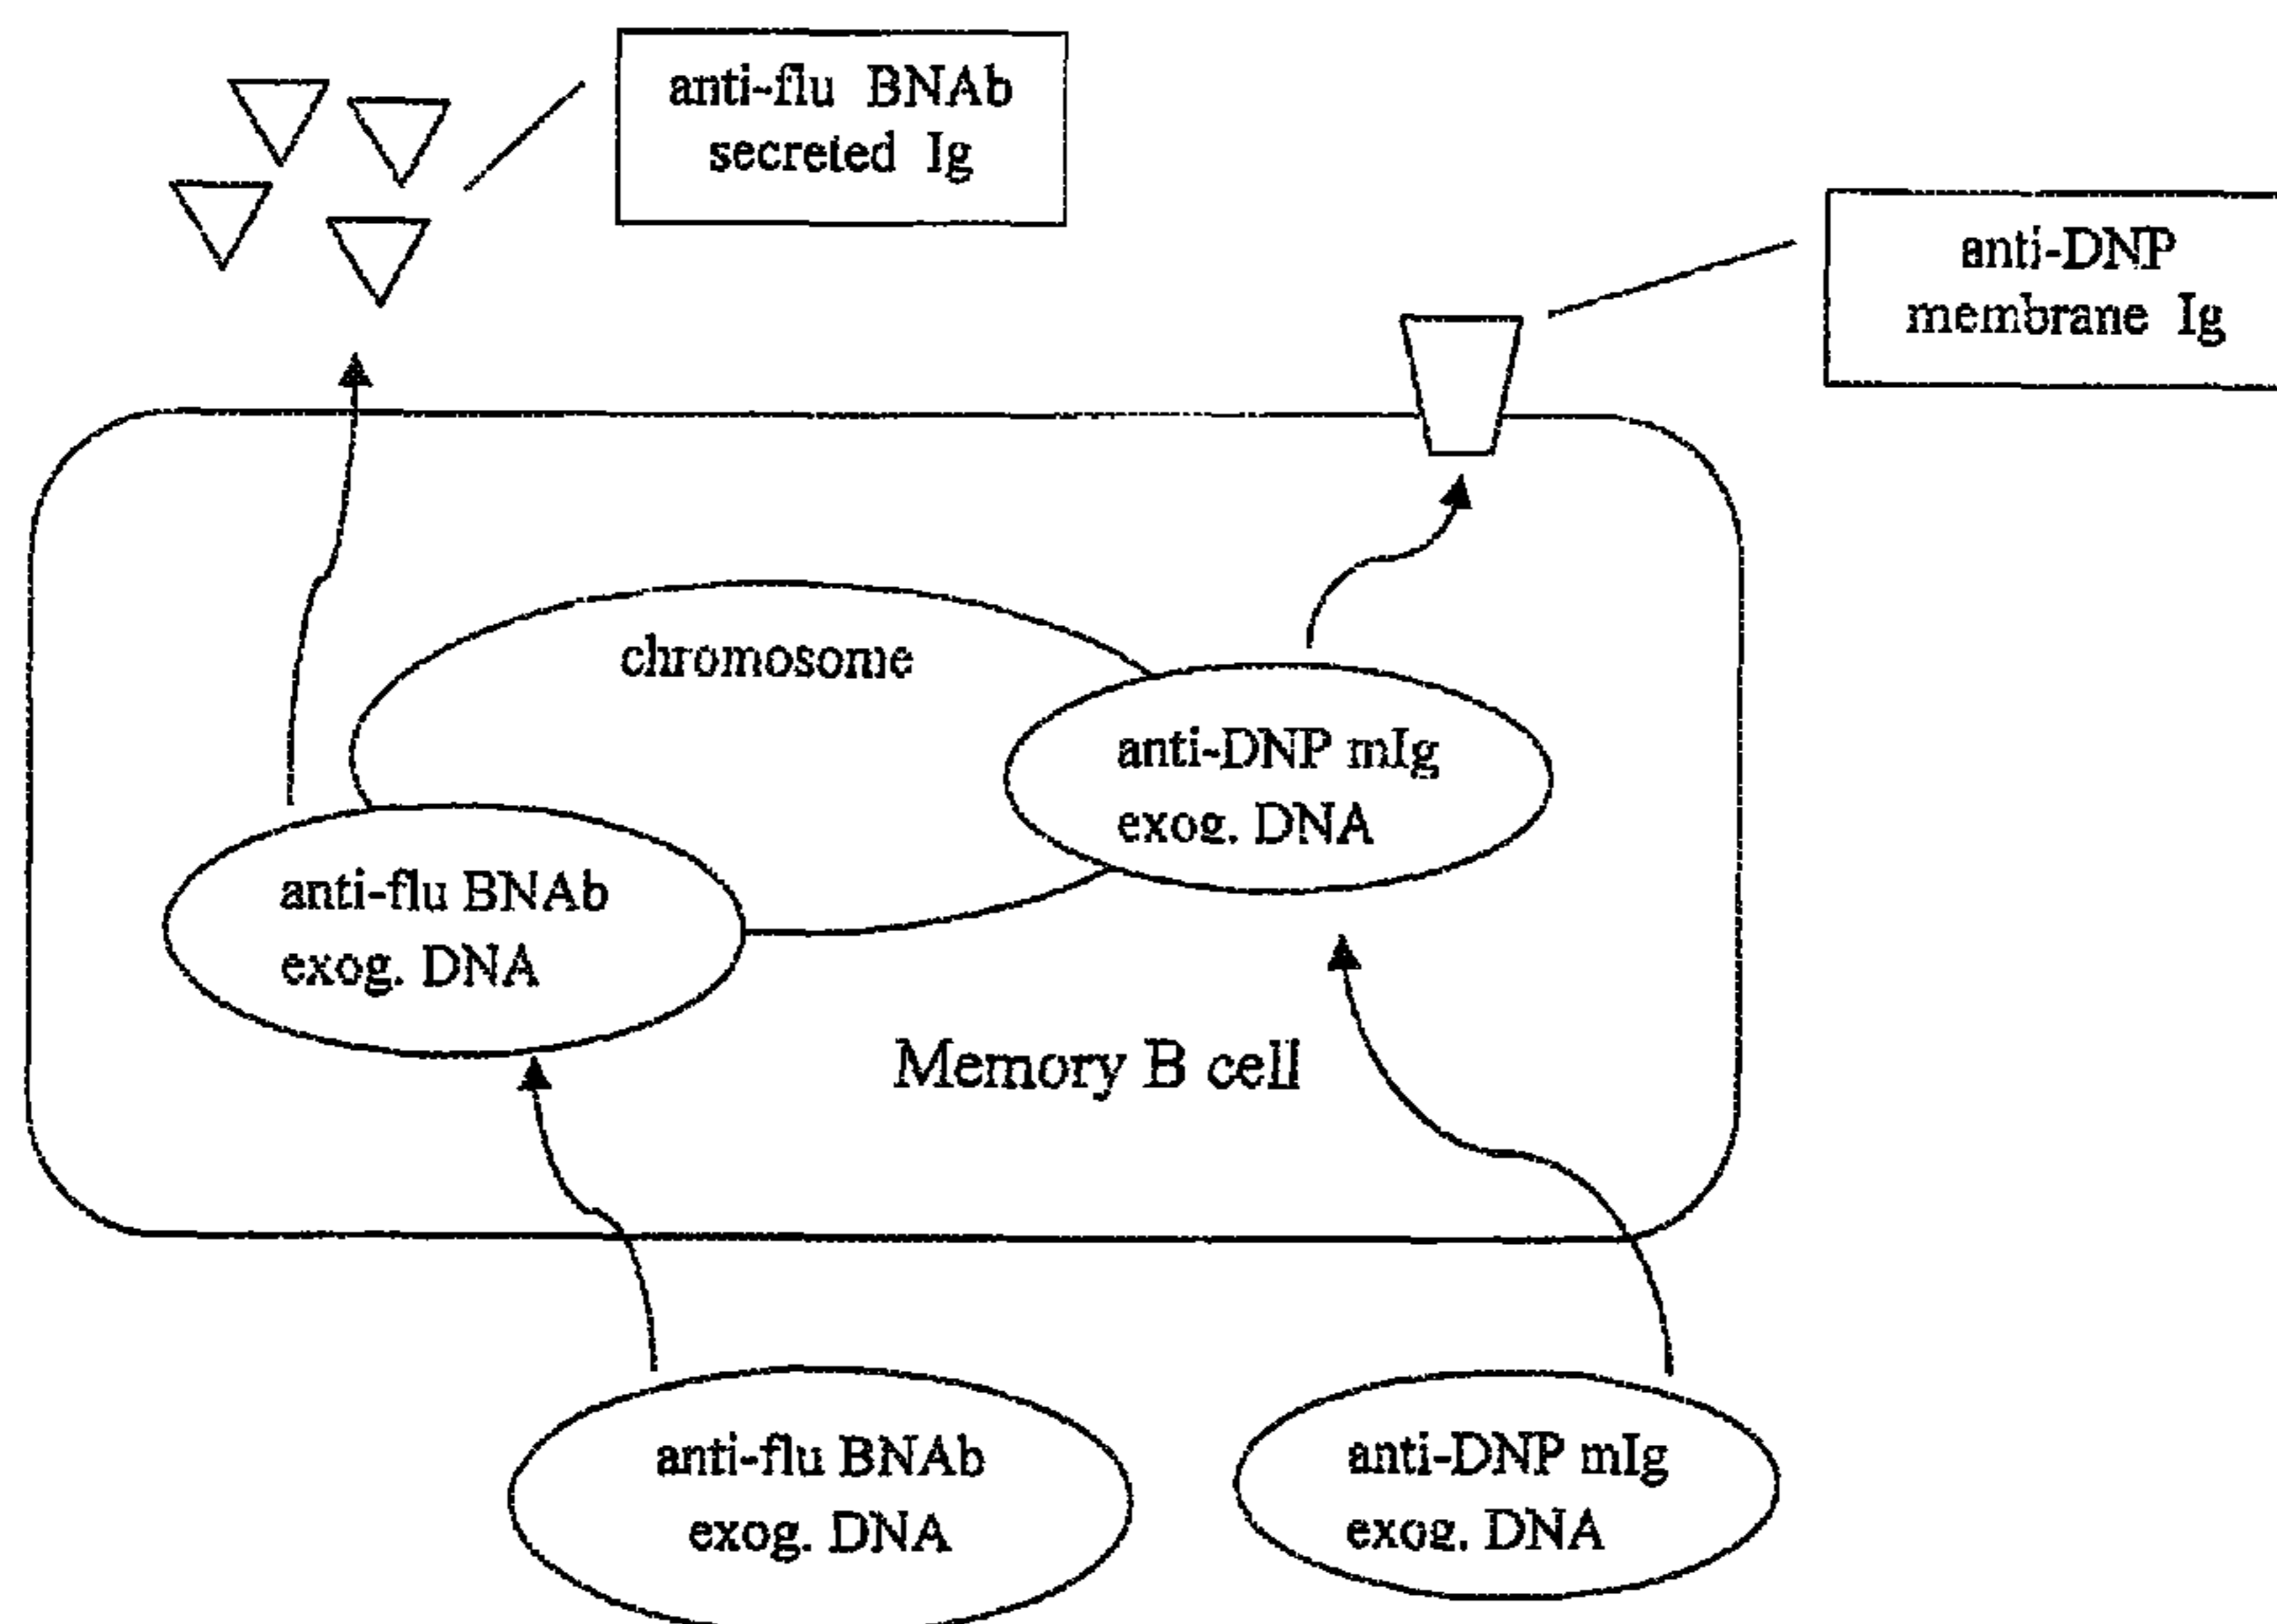 anti-flu BNAb
secreted Ig
anti-DNP
membrane Ig
chromosome
anti-DNP mIg
exog. DNA
anti-flu BNAb
exog. DNA
Memory B cell
anti-flu BNAb
exog. DNA
anti-DNP mIg
exog. DNA